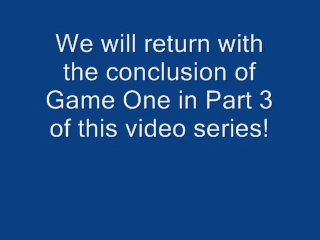 We will return with
the conclusion of
Game One in Part 3
of this video series!